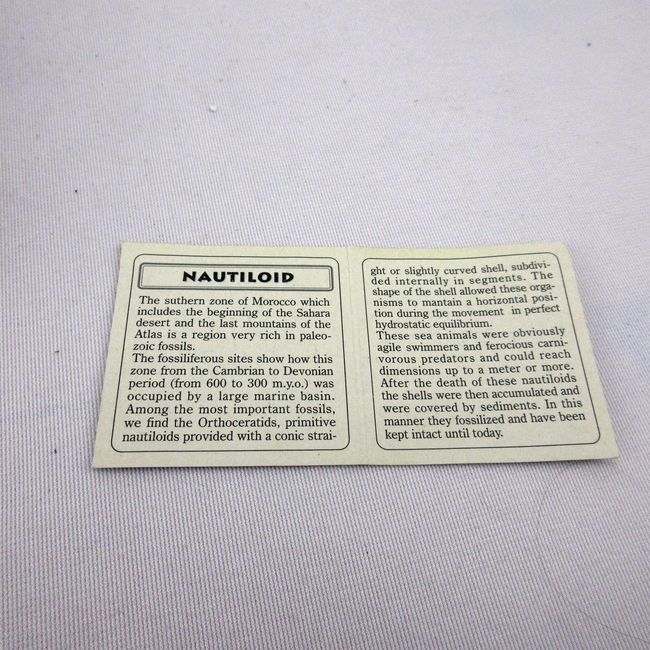 NAUTILOID
The suthern zone of Morocco which
includes the beginning of the Sahara
desert and the last mountains of the
Atlas is a region very rich in paleo-
zoic fossils.
The fossiliferous sites show how this
zone from the Cambrian to Devonian
period (from 600 to 300 m.y.o.) was
occupied by a large marine basin.
Among the most important fossils,
we find the Orthoceratids, primitive
nautiloids provided with a conic strai-
ght or slightly curved shell, subdivi-
ded internally in segments. The
shape of the shell allowed these orga-
nisms to mantain a horizontal posi-
tion during the movement in perfect
hydrostatic equilibrium.
These sea animals were obviously
agile swimmers and ferocious carni-
vorous predators and could reach
dimensions up to a meter or more.
After the death of these nautiloids
the shells were then accumulated and
were covered by sediments. In this
manner they fossilized and have been
kept intact until today.